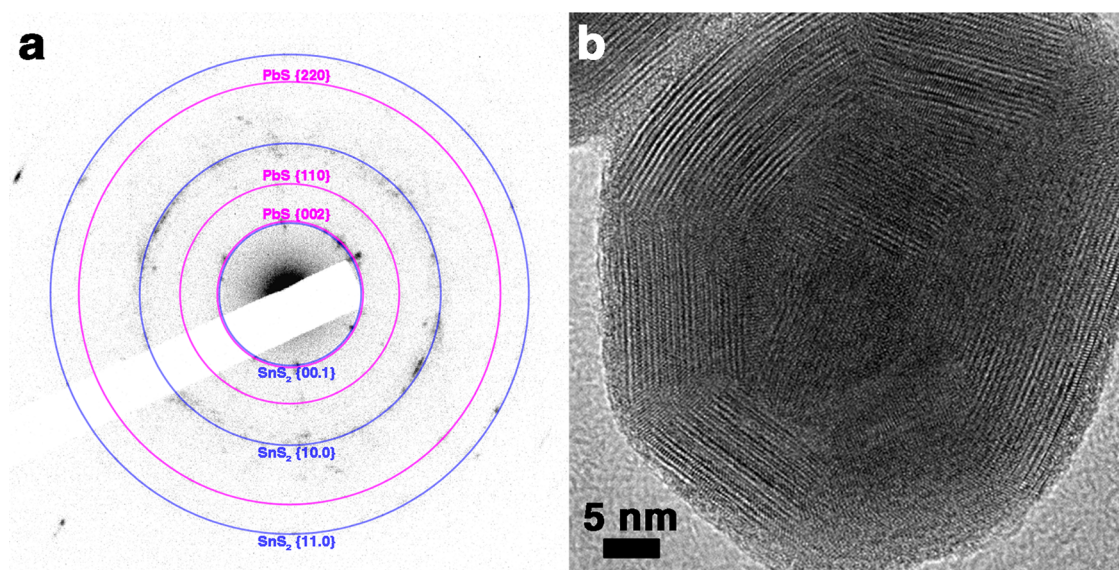 a
b
PbS {220}
PbS {110}
PbS {002}
SnS₂ {00.1}
SnS₂ {10.0}
SnS₂ {11.0}
5 nm